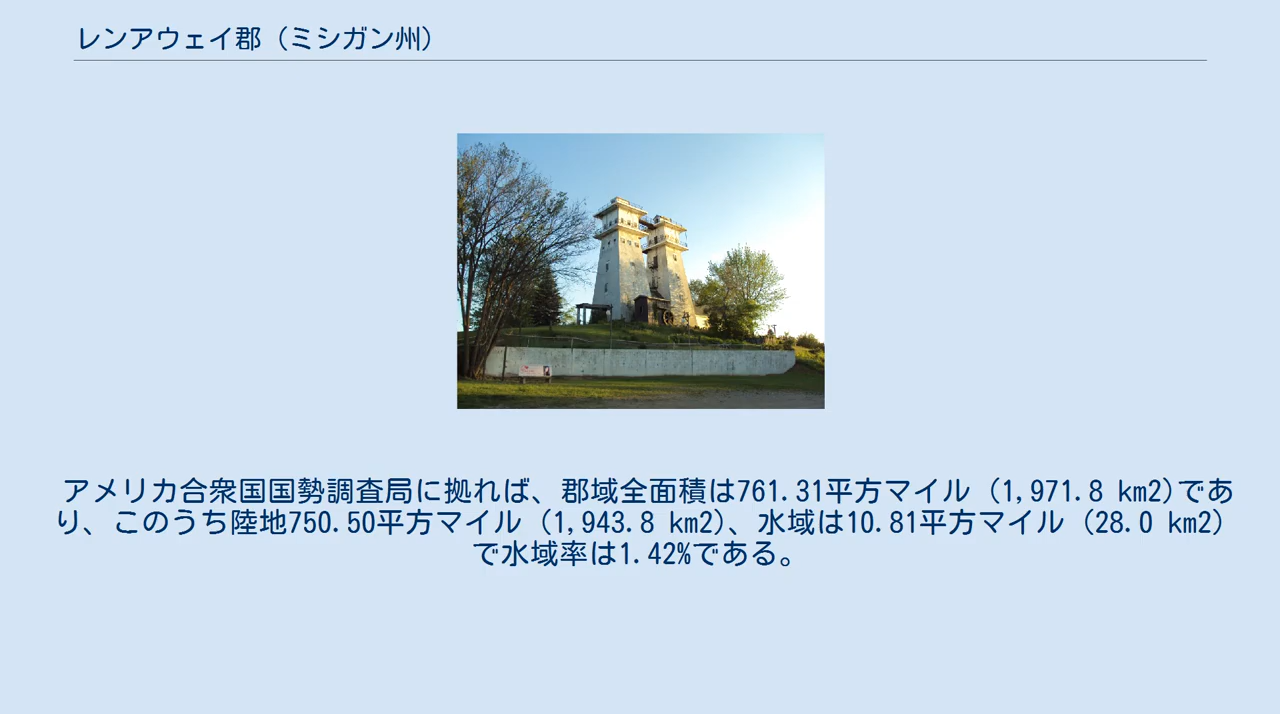 レンアウェイ郡 (ミシガン州)
アメリカ合衆国国勢調査局に拠れば、郡域全面積は761.31平方マイル (1,971.8 km2)であ
り、このうち陸地750.50平方マイル (1,943.8 km2)、水域は10.81平方マイル (28.0 km2)
で水域率は1.42%である。